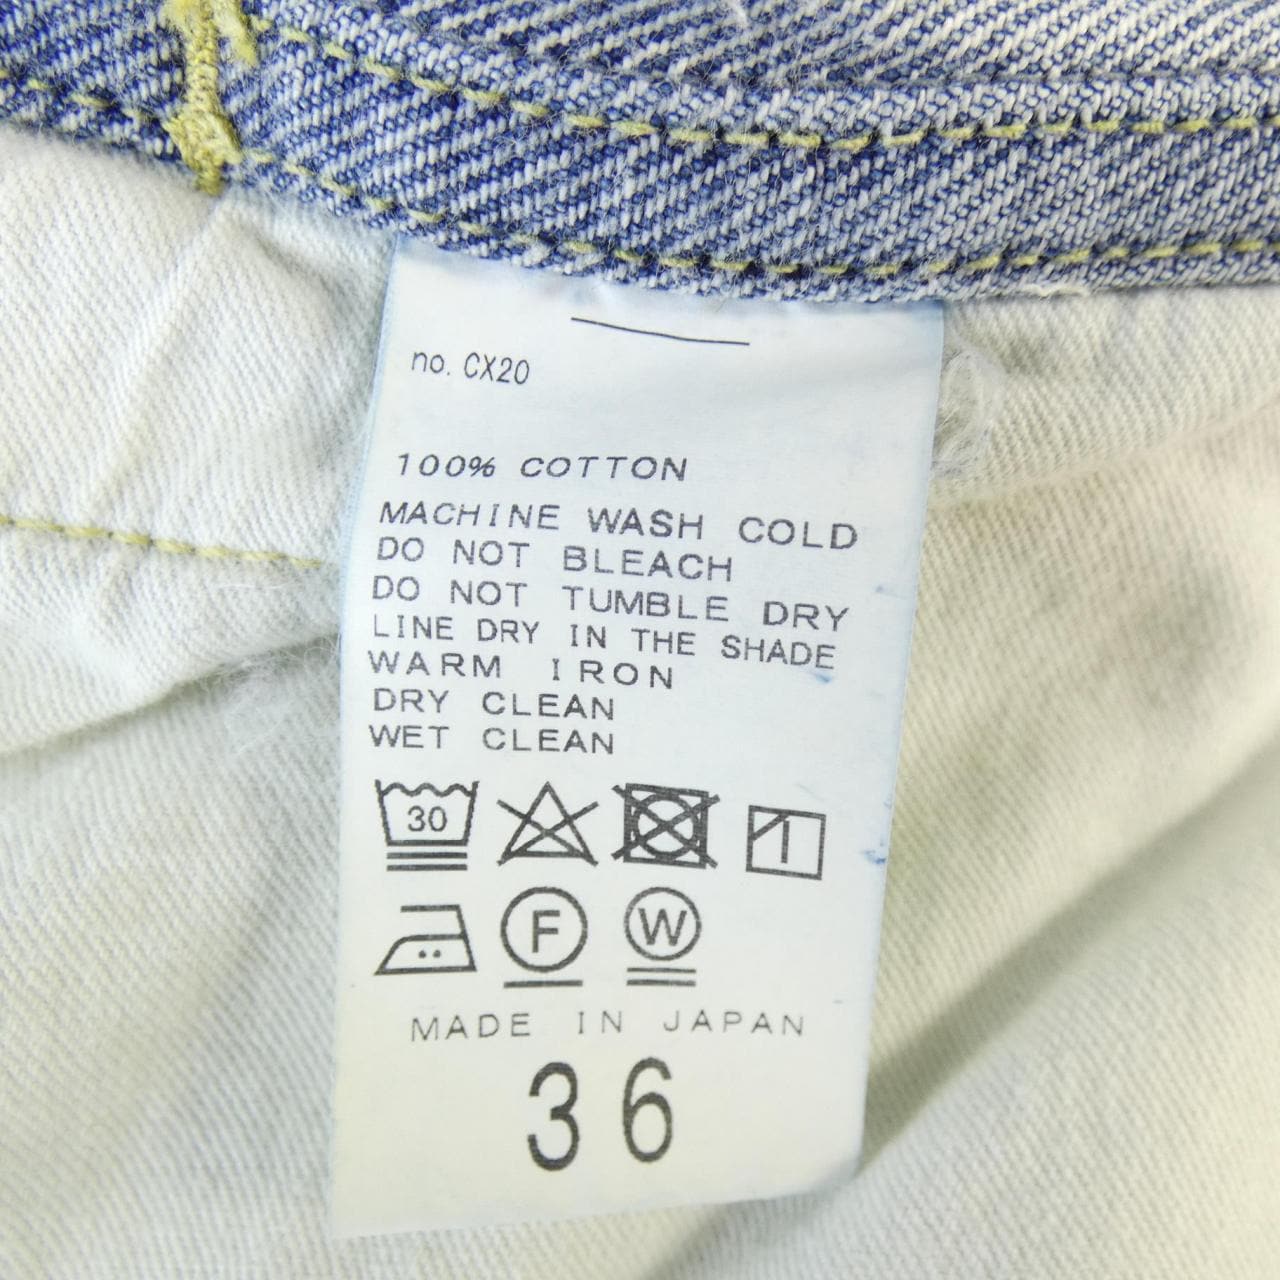 no. CX20
100% COTTON
MACHINE WASH COLD
DO NOT BLEACH
DO NOT TUMBLE DRY
LINE DRY IN THE SHADE
WARM IRON
DRY CLEAN
WET CLEAN
30
F W
MADE IN JAPAN
36